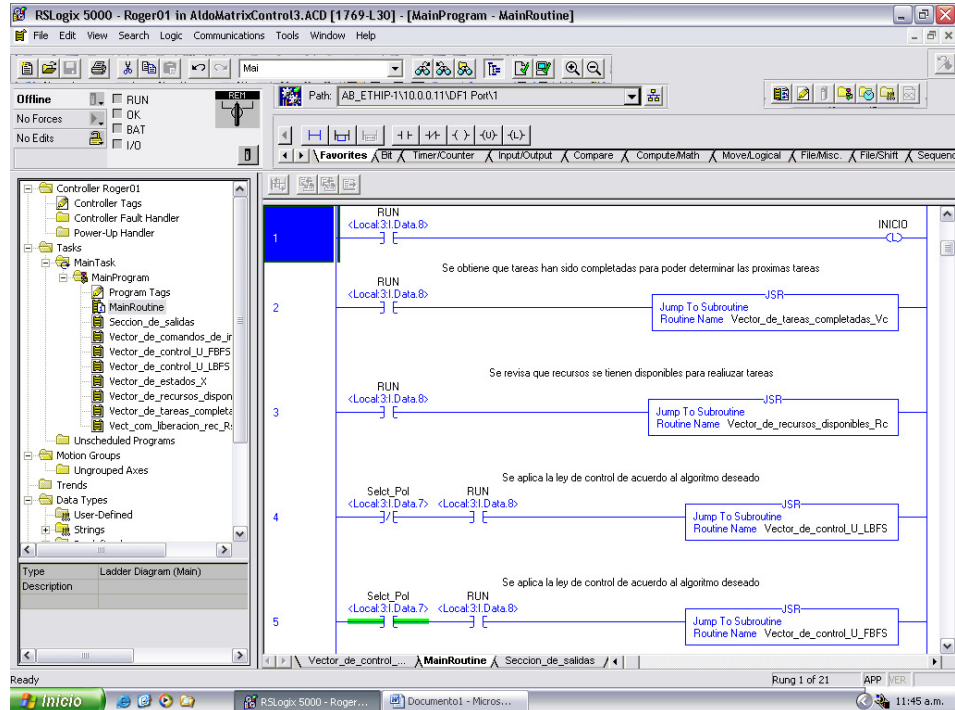 RSLogix 5000 - Roger01 in AldoMatrixControl3.ACD [1769-L30] - [MainProgram - MainRoutine]
File Edit View Search Logic Communications Tools Window Help
Mai
Offline
RUN
No Forces
OK
BAT
No Edits
I/O
REM
Path: AB_ETHIP-1\10.0.0.11\DF1 Port\1
Favorites Bit Timer/Counter Input/Output Compare Compute/Math Move/Logical File/Misc. File/Shift Sequenc
Controller Roger01
Controller Tags
Controller Fault Handler
Power-Up Handler
Tasks
MainTask
MainProgram
Program Tags
MainRoutine
Seccion_de_salidas
Vector_de_comandos_de_ir
Vector_de_control_U_FBFS
Vector_de_control_U_LBFS
Vector_de_estados_X
Vector_de_recursos_dispon
Vector_de_tareas_completa
Vect_com_liberacion_rec_R
Unscheduled Programs
Motion Groups
Ungrouped Axes
Trends
Data Types
User-Defined
Strings
Type Ladder Diagram (Main)
Description
1
RUN
<Local:3:I.Data.8>
INICIO
L
Se obtiene que tareas han sido completadas para poder determinar las proximas tareas
2
RUN
<Local:3:I.Data.8>
JSR
Jump To Subroutine
Routine Name Vector_de_tareas_completadas_Vc
Se revisa que recursos se tienen disponibles para realiuzar tareas
3
RUN
<Local:3:I.Data.8>
JSR
Jump To Subroutine
Routine Name Vector_de_recursos_disponibles_Rc
Se aplica la ley de control de acuerdo al algoritmo deseado
4
Selct_Pol RUN
<Local:3:I.Data.7> <Local:3:I.Data.8>
JSR
Jump To Subroutine
Routine Name Vector_de_control_U_LBFS
Se aplica la ley de control de acuerdo al algoritmo deseado
5
Selct_Pol RUN
<Local:3:I.Data.7> <Local:3:I.Data.8>
JSR
Jump To Subroutine
Routine Name Vector_de_control_U_FBFS
Vector_de_control_... MainRoutine Seccion_de_salidas
Ready
Rung 1 of 21 APP VER
Inicio
RSLogix 5000 - Roger...
Documento1 - Micros...
11:45 a.m.